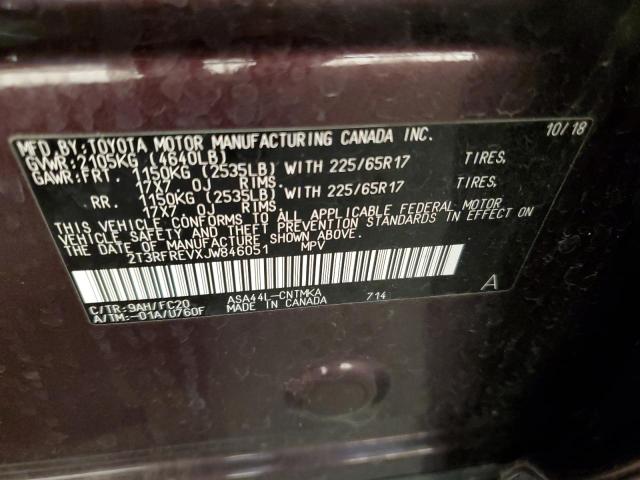 MFD.BY:TOYOTA MOTOR MANUFACTURING CANADA INC. 10/18
GVWR:2105KG (4640LB)
GAWR:FRT. 1150KG (2535LB) WITH 225/65R17 TIRES,
17X7.0J RIMS,
RR. 1150KG (2535LB) WITH 225/65R17 TIRES,
17X7.0J RIMS.
THIS VEHICLE CONFORMS TO ALL APPLICABLE FEDERAL MOTOR
VEHICLE SAFETY AND THEFT PREVENTION STANDARDS IN EFFECT ON
THE DATE OF MANUFACTURE SHOWN ABOVE.
2T3RFREVXJW846051 MPV
A
C/TR:9AH/FC20 ASA44L-CNTMKA 714
A/TM:-01A/U760F MADE IN CANADA